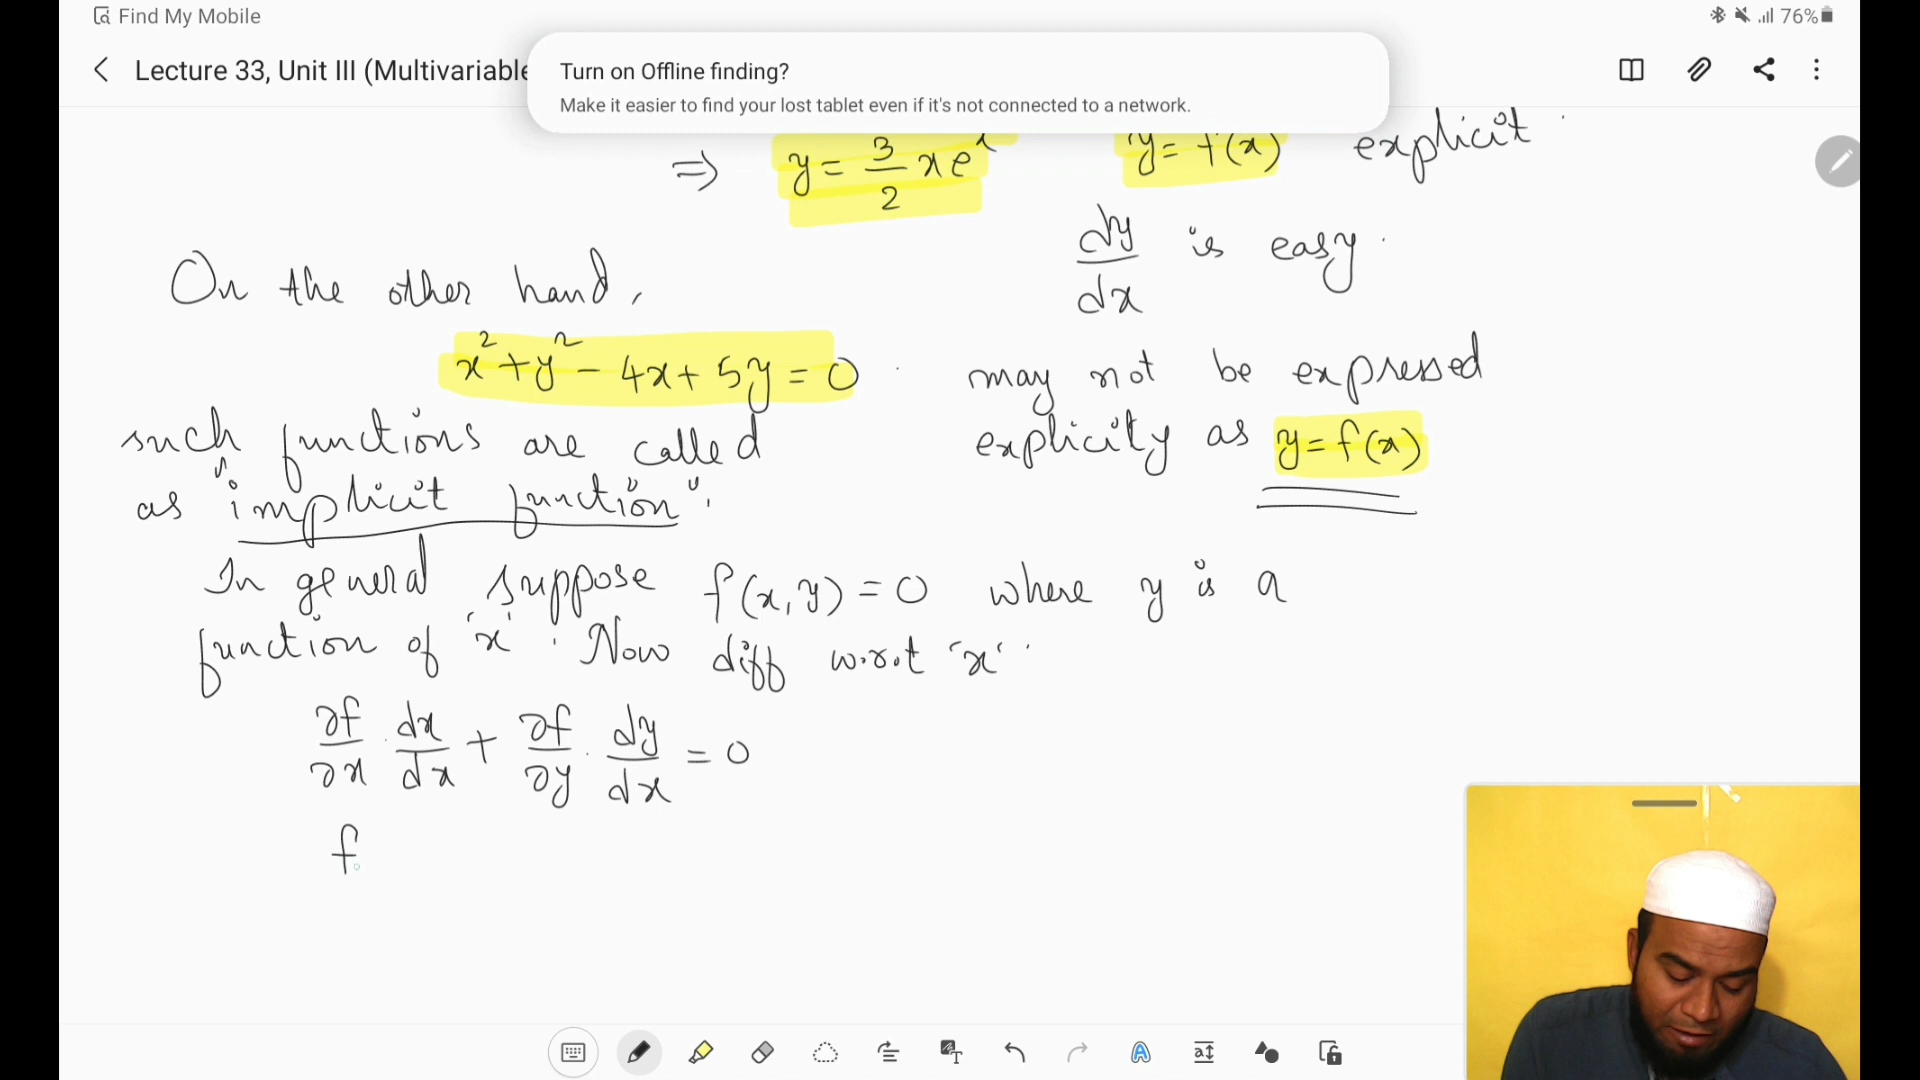 Find My Mobile
76%
Lecture 33, Unit III (Multivariable
Turn on Offline finding?
Make it easier to find your lost tablet even if it's not connected to a network.
⇒ y = 3/2 xe^x y = f(x) explicit
dy/dx is easy.
On the other hand,
x² + y² - 4x + 5y = 0. may not be expressed
explicity as y = f(x)
such functions are called
as "implicit function".
In general suppose f(x,y) = 0 where y is a
function of 'x'. Now diff w.r.t 'x'.
∂f/∂x . dx/dx + ∂f/∂y . dy/dx = 0
f